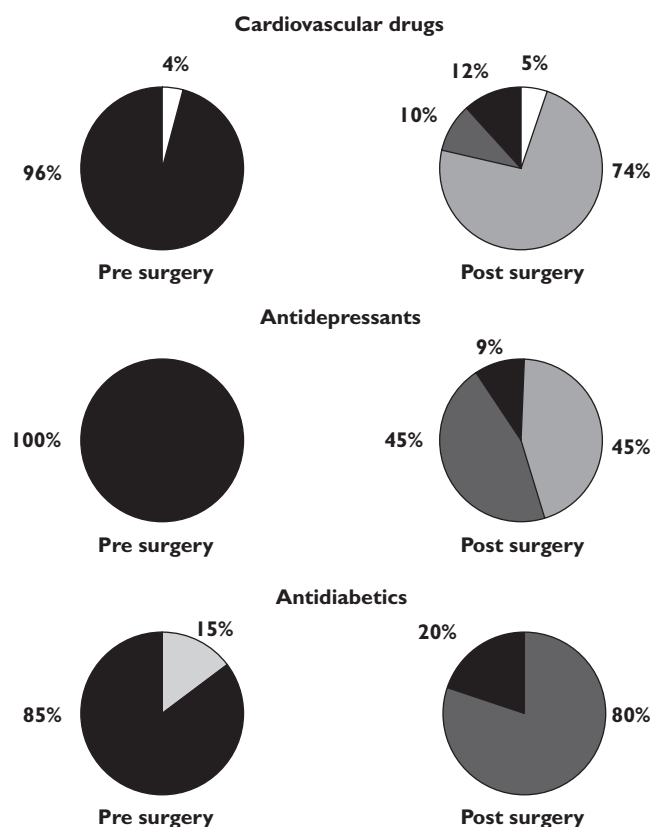 Cardiovascular drugs
4%
96%
Pre surgery
5%
12%
10%
74%
Post surgery
Antidepressants
100%
Pre surgery
9%
45%
45%
Post surgery
Antidiabetics
15%
85%
Pre surgery
20%
80%
Post surgery